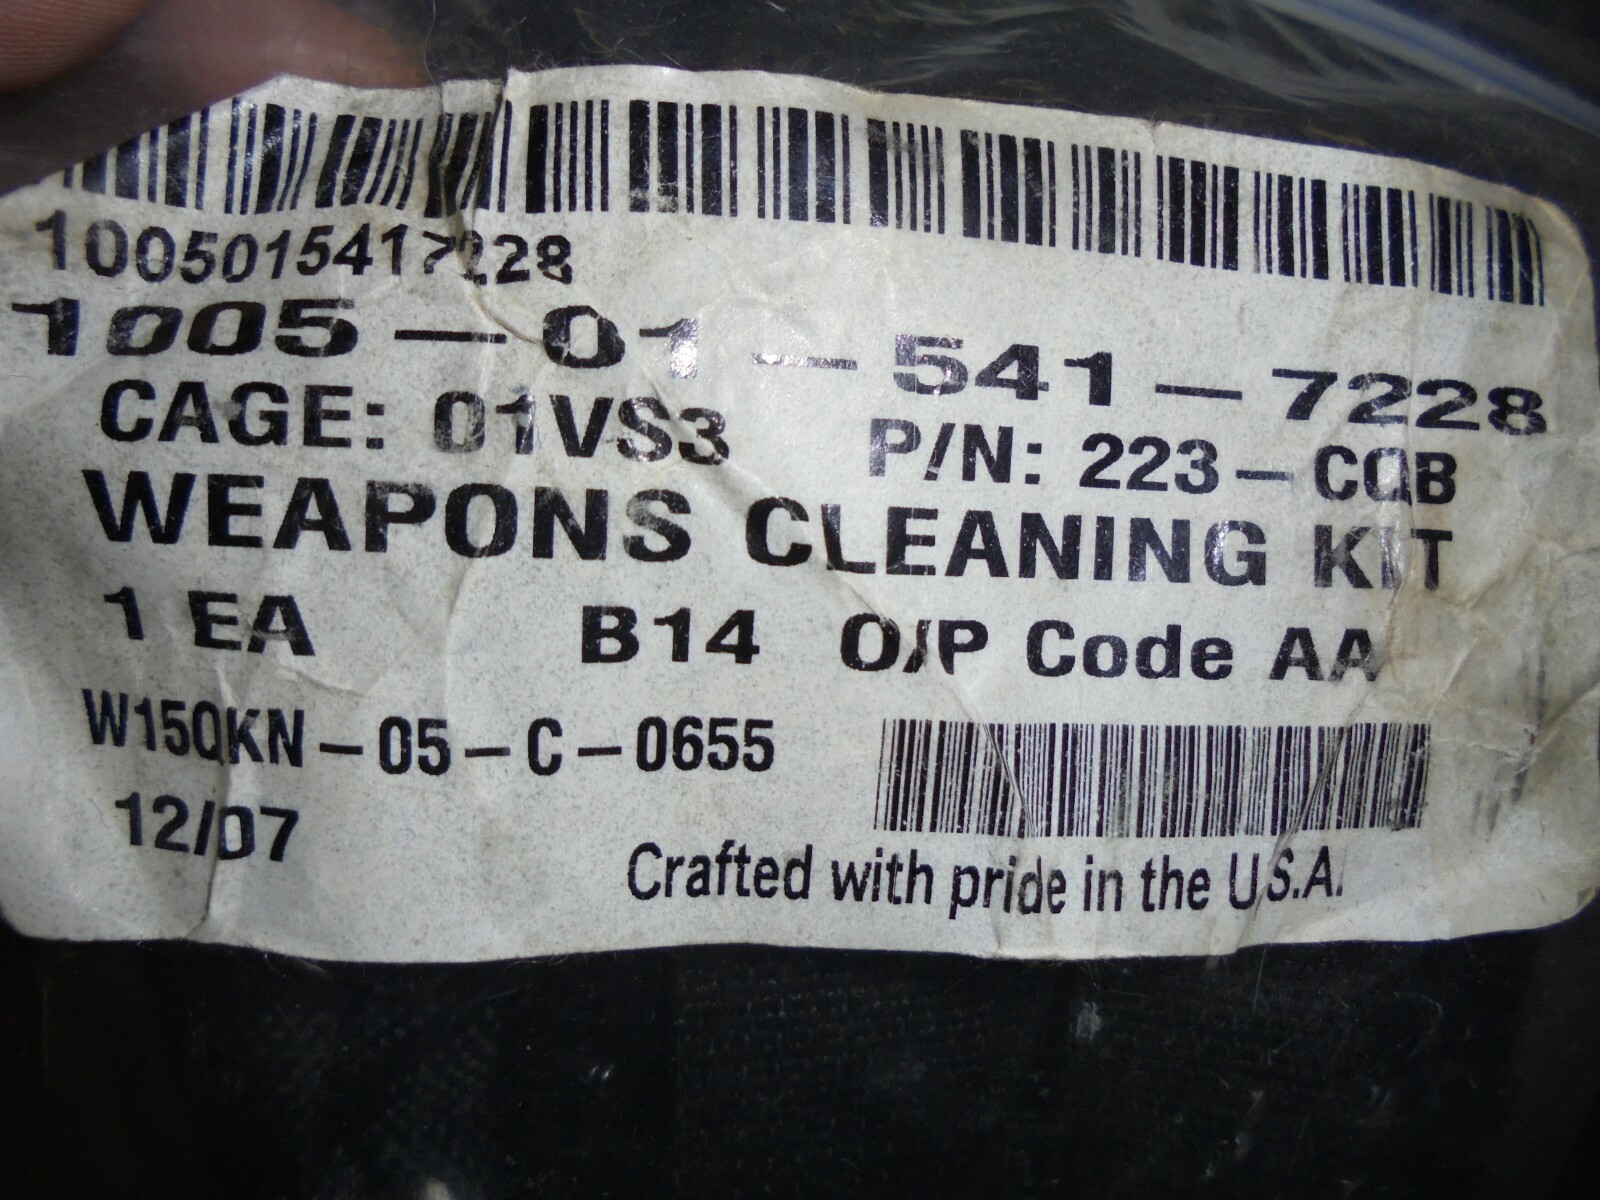 1005015417228
1005-01-541-7228
CAGE: 01VS3 P/N: 223-CQB
WEAPONS CLEANING KIT
1 EA B14 O/P Code AA
W15QKN-05-C-0655
12/07
Crafted with pride in the U.S.A.